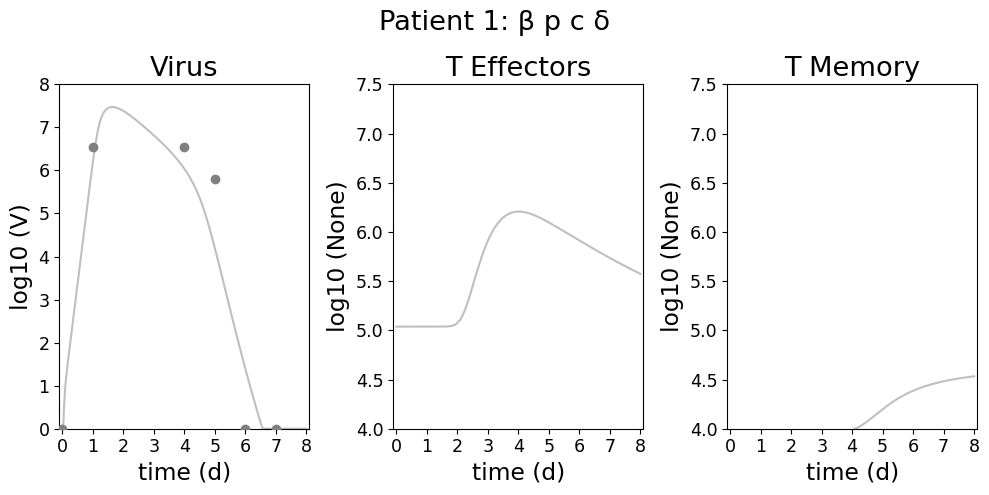 Patient 1: β p c δ
Virus
T Effectors
T Memory
log10 (V)
8
7
6
5
4
3
2
1
0
0 1 2 3 4 5 6 7 8
time (d)
log10 (None)
7.5
7.0
6.5
6.0
5.5
5.0
4.5
4.0
0 1 2 3 4 5 6 7 8
time (d)
log10 (None)
7.5
7.0
6.5
6.0
5.5
5.0
4.5
4.0
0 1 2 3 4 5 6 7 8
time (d)